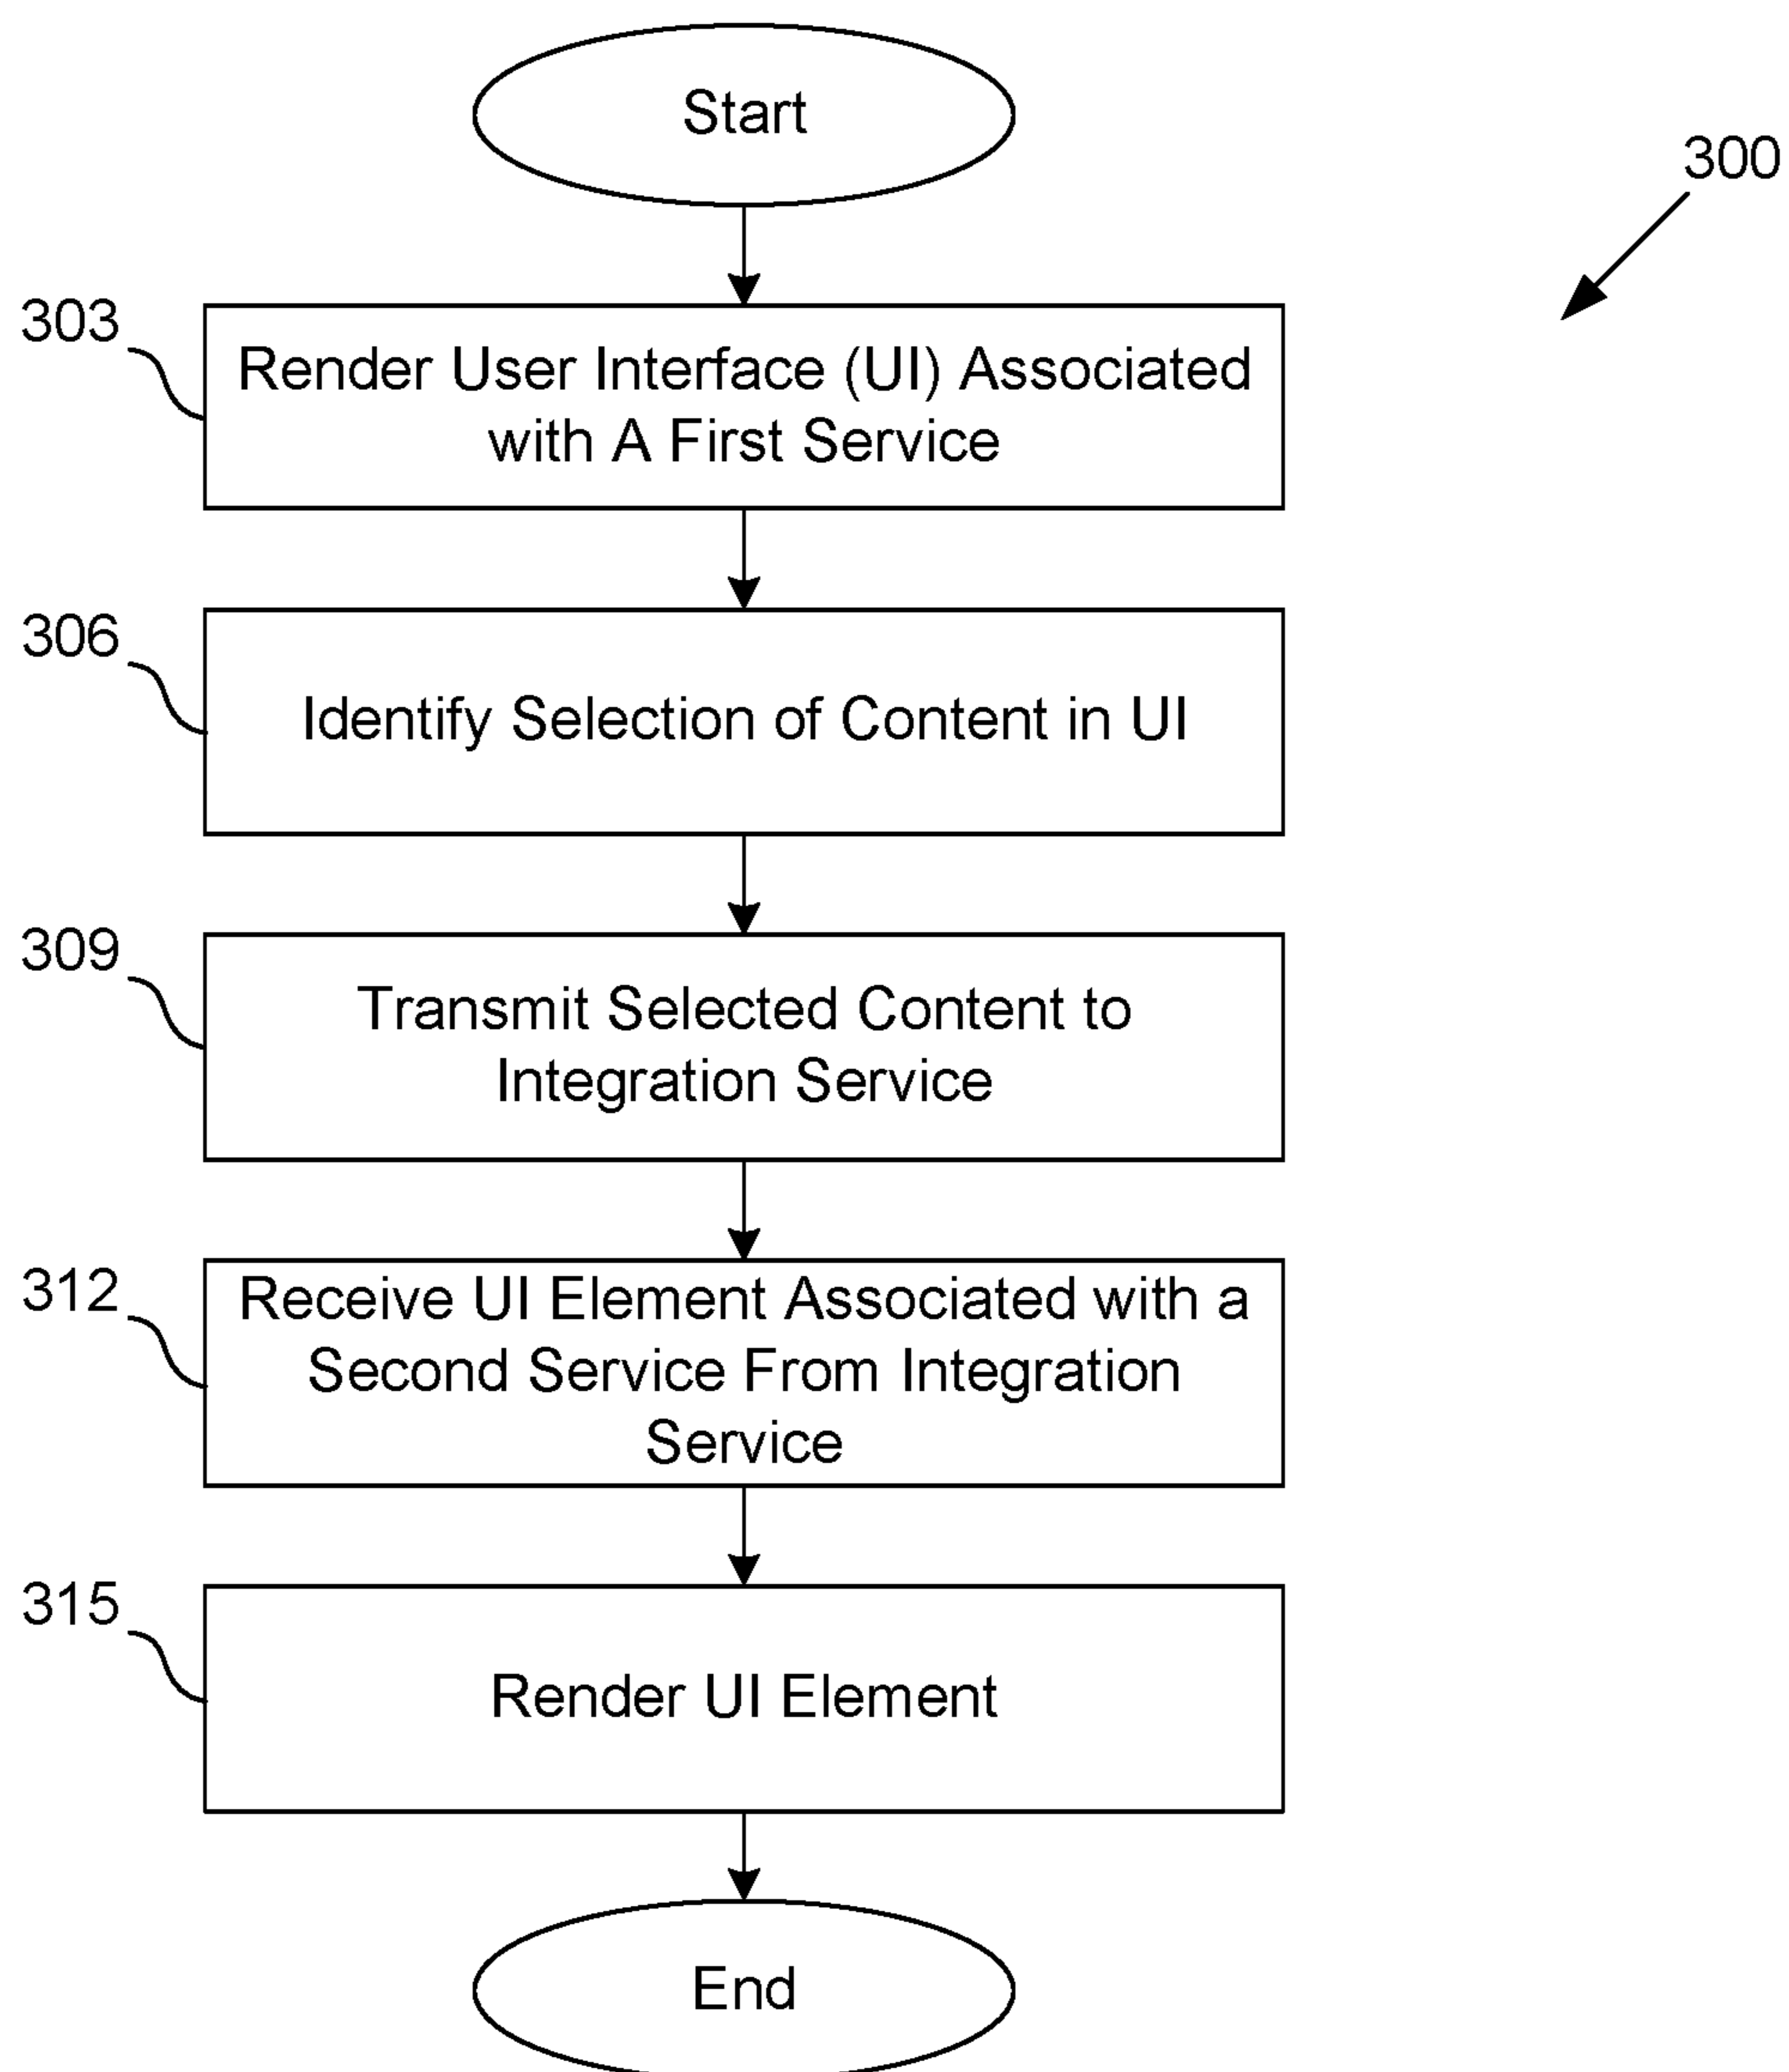 Start
300
303
Render User Interface (UI) Associated
with A First Service
306
Identify Selection of Content in UI
309
Transmit Selected Content to
Integration Service
312
Receive UI Element Associated with a
Second Service From Integration
Service
315
Render UI Element
End